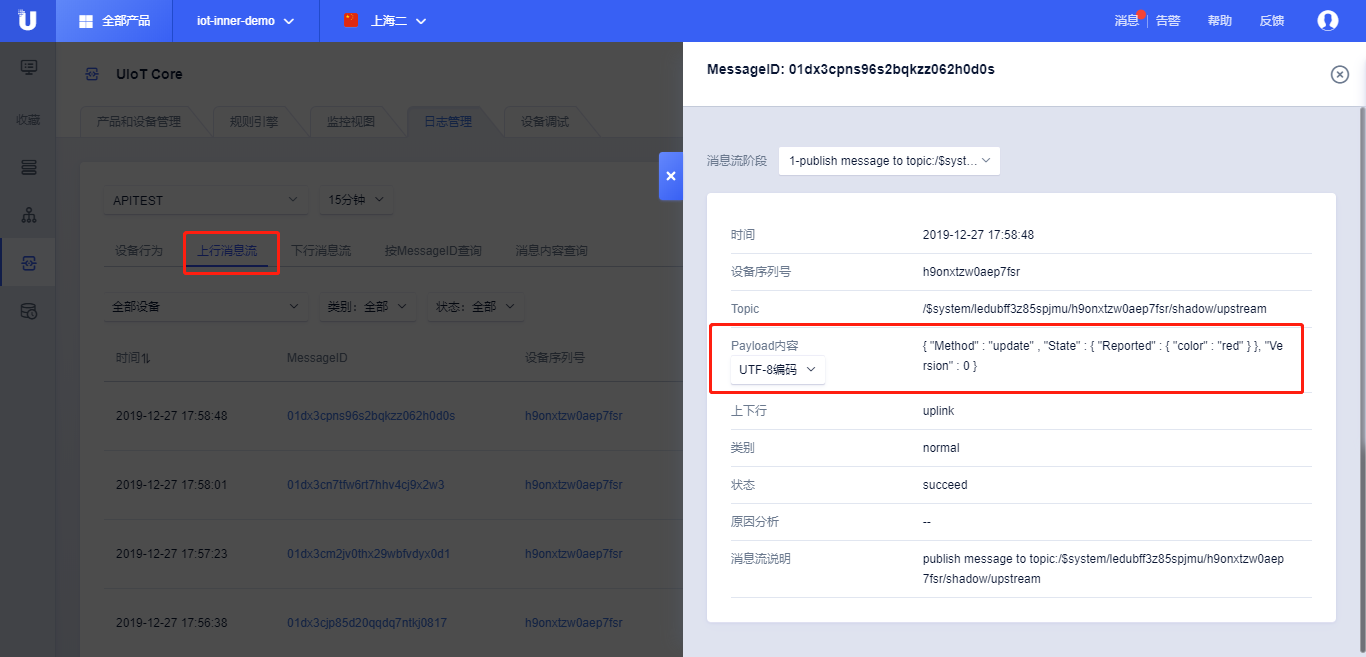 全部产品
iot-inner-demo
上海二
消息
告警
帮助
反馈
收藏
UIoT Core
产品和设备管理
规则引擎
监控视图
日志管理
设备调试
APITEST
15分钟
设备行为
上行消息流
下行消息流
按MessageID查询
消息内容查询
全部设备
类别: 全部
状态: 全部
时间
MessageID
设备序列号
2019-12-27 17:58:48
01dx3cpns96s2bqkzz062h0d0s
h9onxtzw0aep7fsr
2019-12-27 17:58:01
01dx3cn7tfw6rt7hhv4cj9x2w3
h9onxtzw0aep7fsr
2019-12-27 17:57:23
01dx3cm2jv0thx29wbfvdyx0d1
h9onxtzw0aep7fsr
2019-12-27 17:56:38
01dx3cjp85d20qqdq7ntkj0817
h9onxtzw0aep7fsr
MessageID: 01dx3cpns96s2bqkzz062h0d0s
消息流阶段
1-publish message to topic:/$syst...
时间
2019-12-27 17:58:48
设备序列号
h9onxtzw0aep7fsr
Topic
/$system/ledubff3z85spjmu/h9onxtzw0aep7fsr/shadow/upstream
Payload内容
UTF-8编码
{ "Method" : "update" , "State" : { "Reported" : { "color" : "red" } }, "Ve
rsion" : 0 }
上下行
uplink
类别
normal
状态
succeed
原因分析
--
消息流说明
publish message to topic:/$system/ledubff3z85spjmu/h9onxtzw0aep
7fsr/shadow/upstream